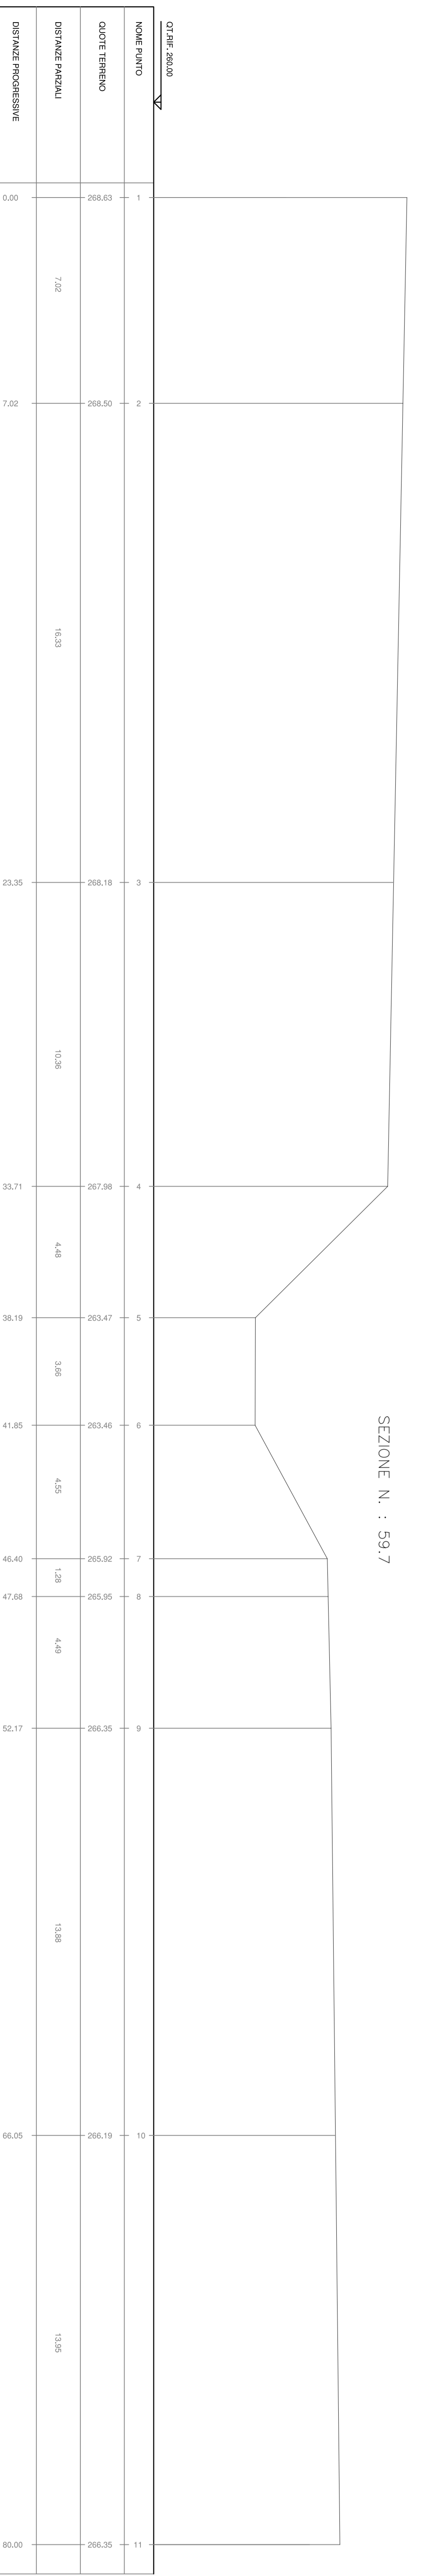 SEZIONE N. : 59.7
QT.RIF. 260.00
NOME PUNTO 1 2 3 4 5 6 7 8 9 10 11
QUOTE TERRENO 268.63 268.50 268.18 267.98 263.47 263.46 265.92 265.95 266.05 266.19 266.35
DISTANZE PARZIALI 7.02 16.33 10.36 4.48 3.66 4.55 1.28 4.49 13.88 13.95
DISTANZE PROGRESSIVE 0.00 7.02 23.35 33.71 38.19 41.85 46.40 47.68 52.17 66.05 80.00